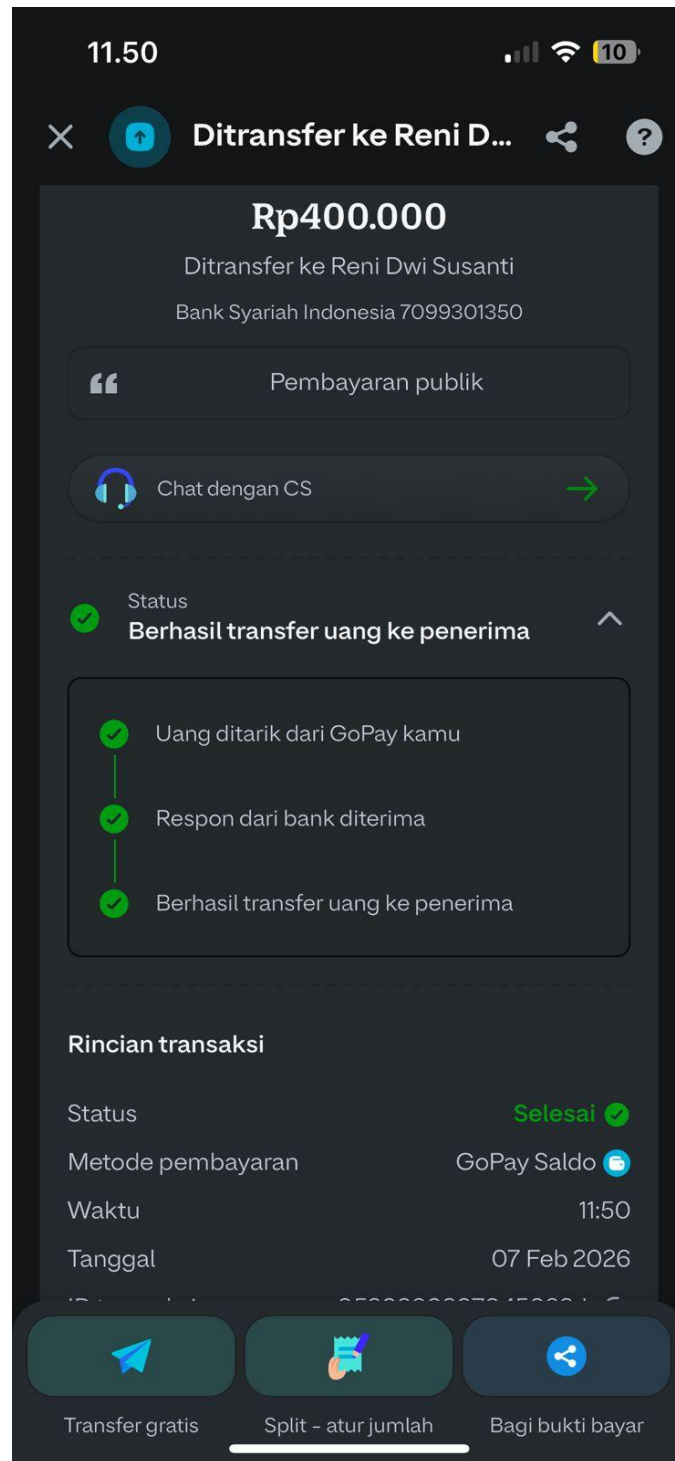 11.50
10
Ditransfer ke Reni D...
Rp400.000
Ditransfer ke Reni Dwi Susanti
Bank Syariah Indonesia 7099301350
Pembayaran publik
Chat dengan CS
Status
Berhasil transfer uang ke penerima
Uang ditarik dari GoPay kamu
Respon dari bank diterima
Berhasil transfer uang ke penerima
Rincian transaksi
Status Selesai
Metode pembayaran GoPay Saldo
Waktu 11:50
Tanggal 07 Feb 2026
Transfer gratis Split - atur jumlah Bagi bukti bayar